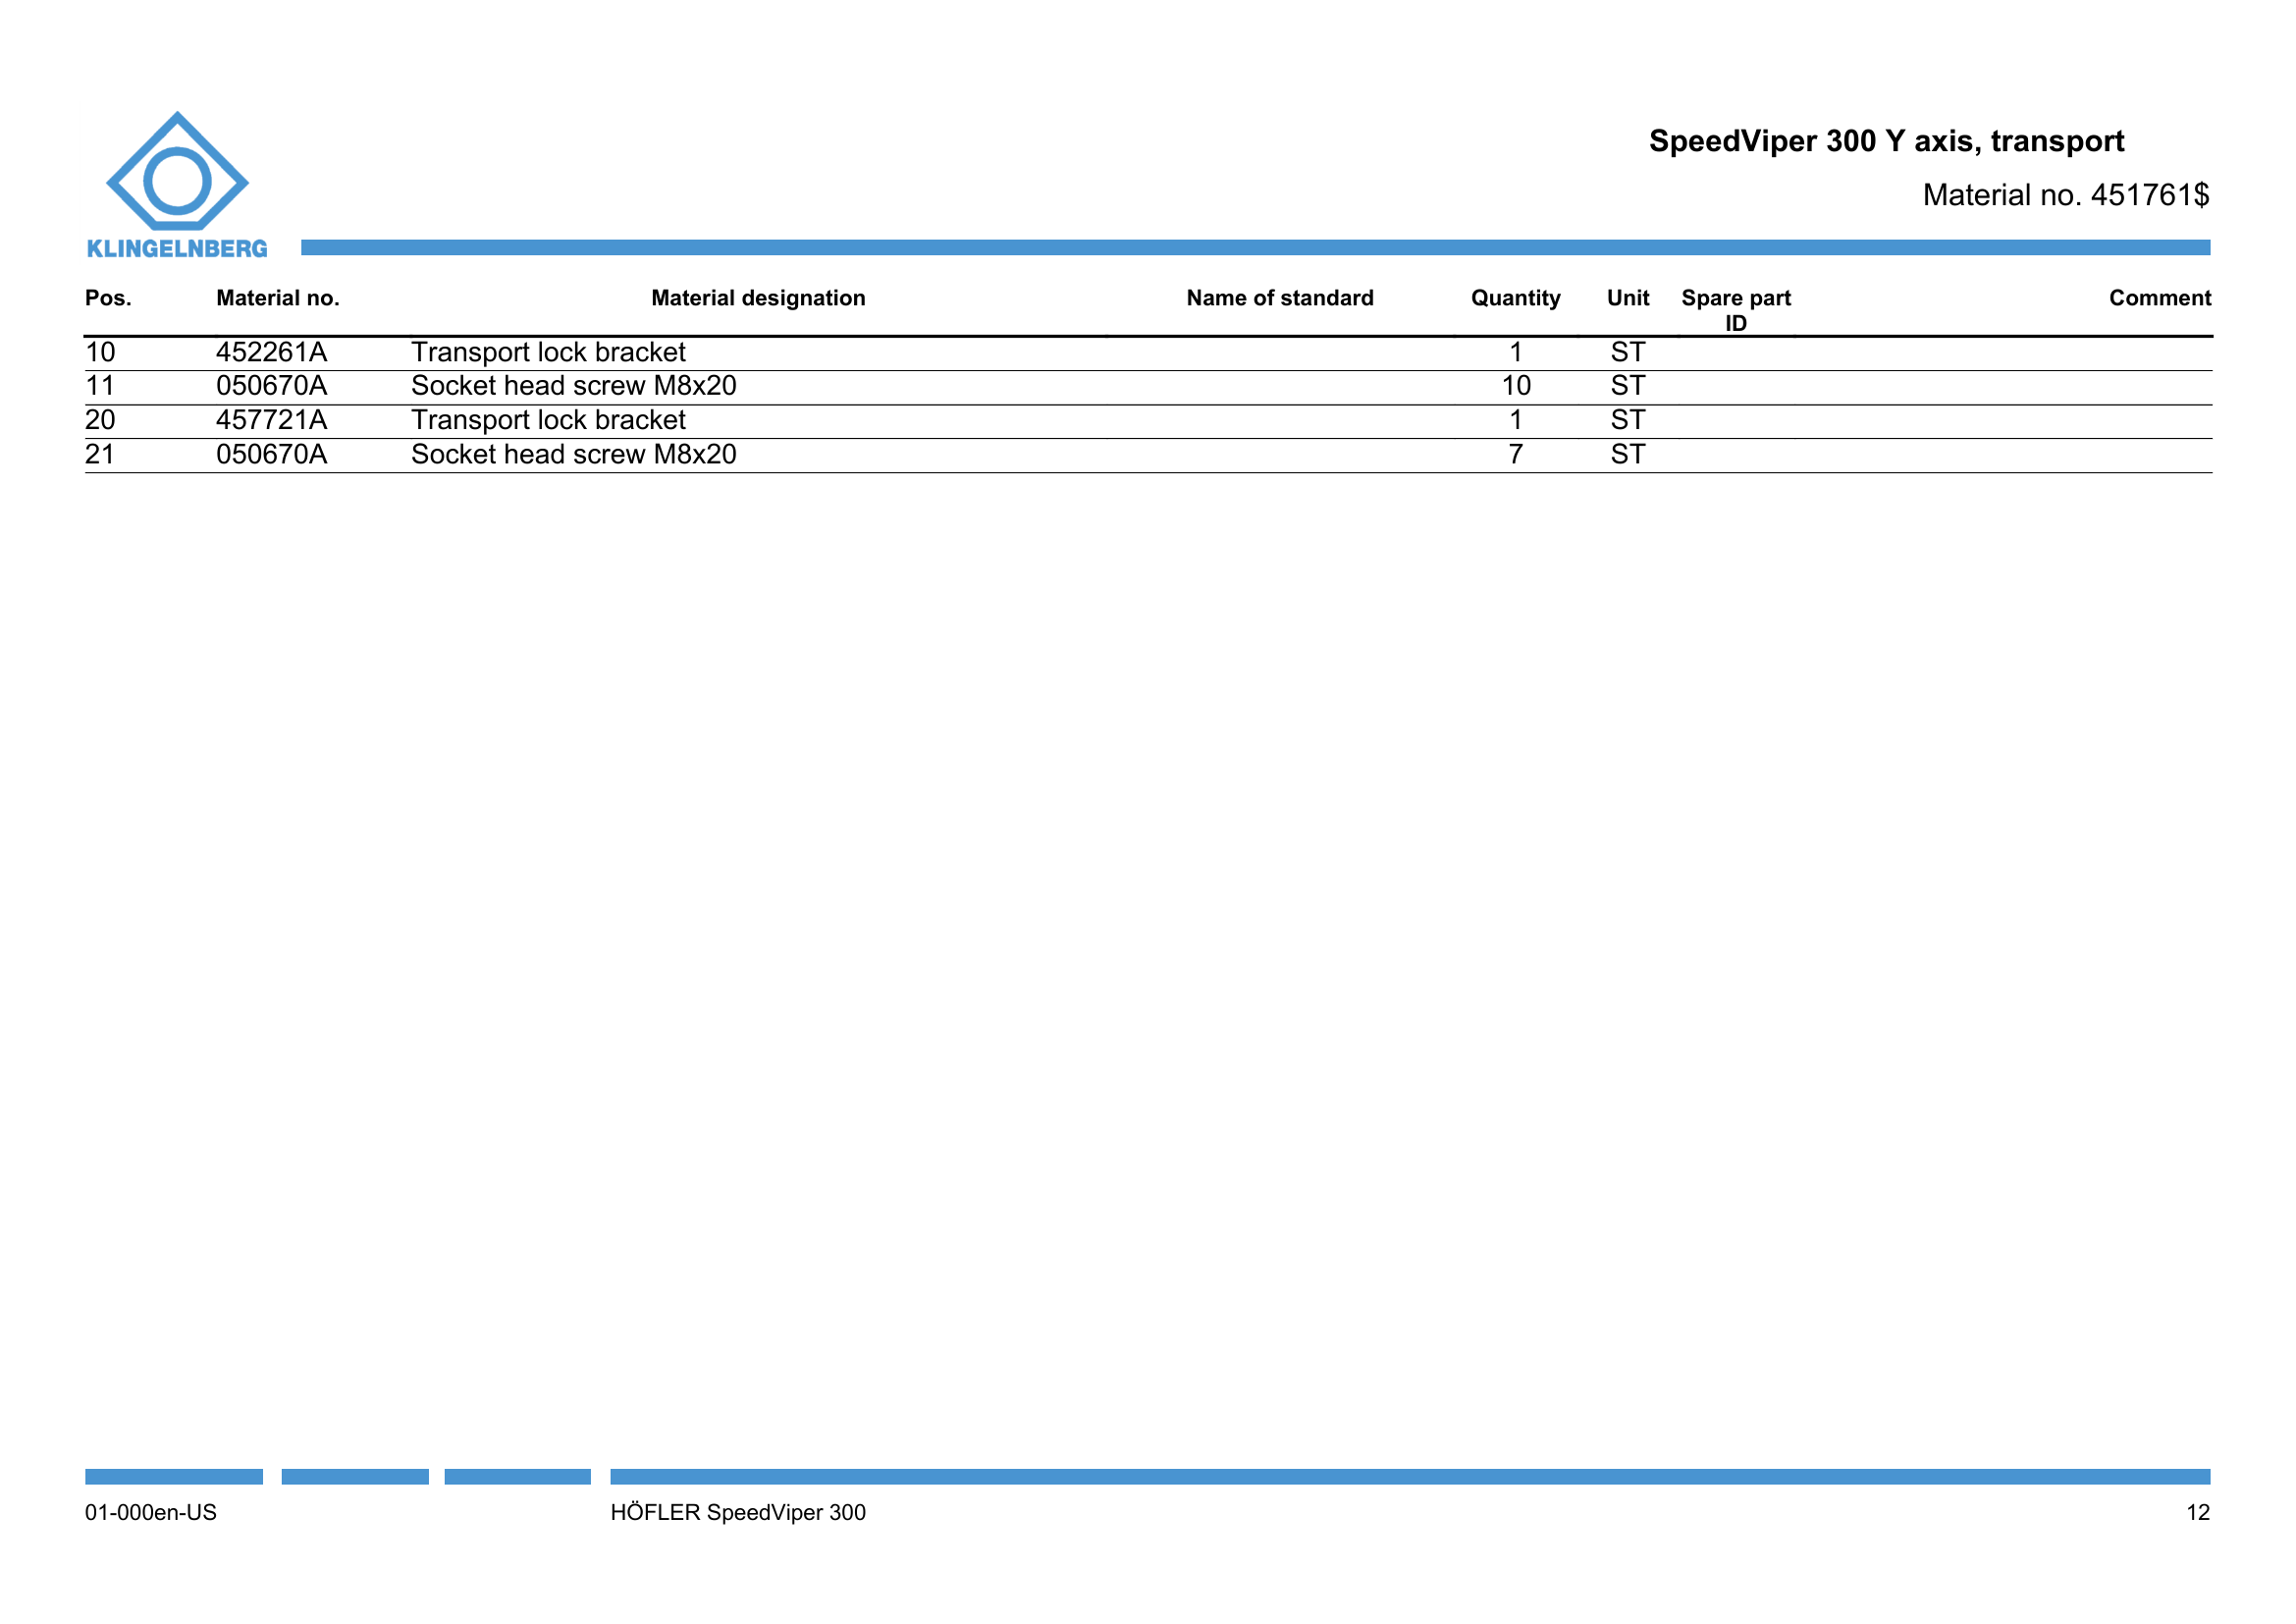 SpeedViper 300 Y axis, transport
Material no. 451761$
KLINGELNBERG
Pos. Material no. Material designation Name of standard Quantity Unit Spare part ID Comment
10 452261A Transport lock bracket 1 ST
11 050670A Socket head screw M8x20 10 ST
20 457721A Transport lock bracket 1 ST
21 050670A Socket head screw M8x20 7 ST
01-000en-US HÖFLER SpeedViper 300 12